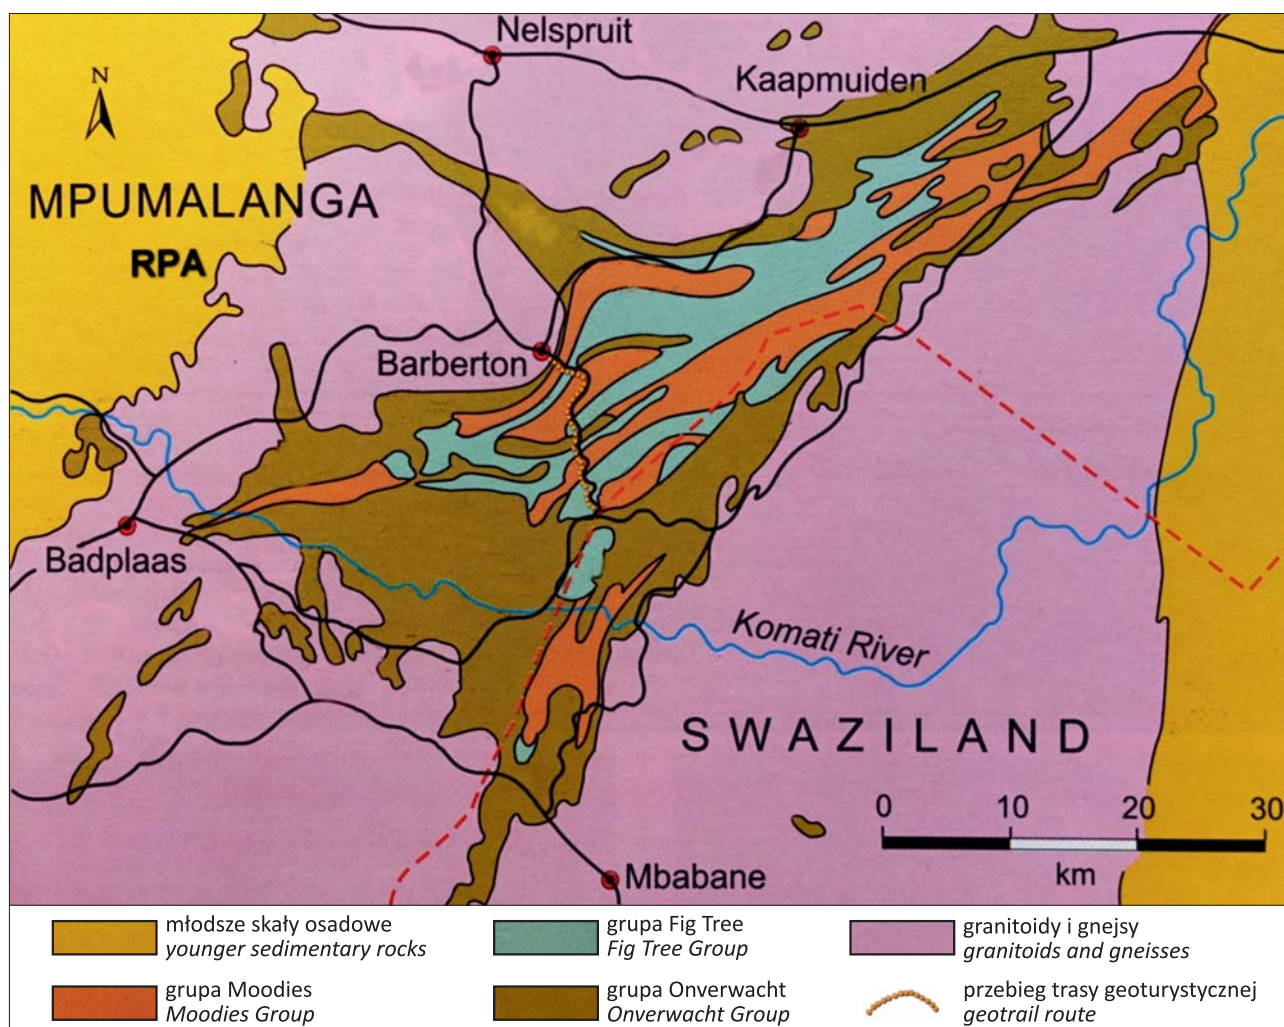 Nelspruit
N
Kaapmuiden
MPUMALANGA
RPA
Barberton
Badplaas
Komati River
SWAZILAND
0 10 20 30
km
Mbabane
młodsze skały osadowe
younger sedimentary rocks
grupa Moodies
Moodies Group
grupa Fig Tree
Fig Tree Group
grupa Onverwacht
Onverwacht Group
granitoidy i gnejsy
granitoids and gneisses
przebieg trasy geoturystycznej
geotrail route